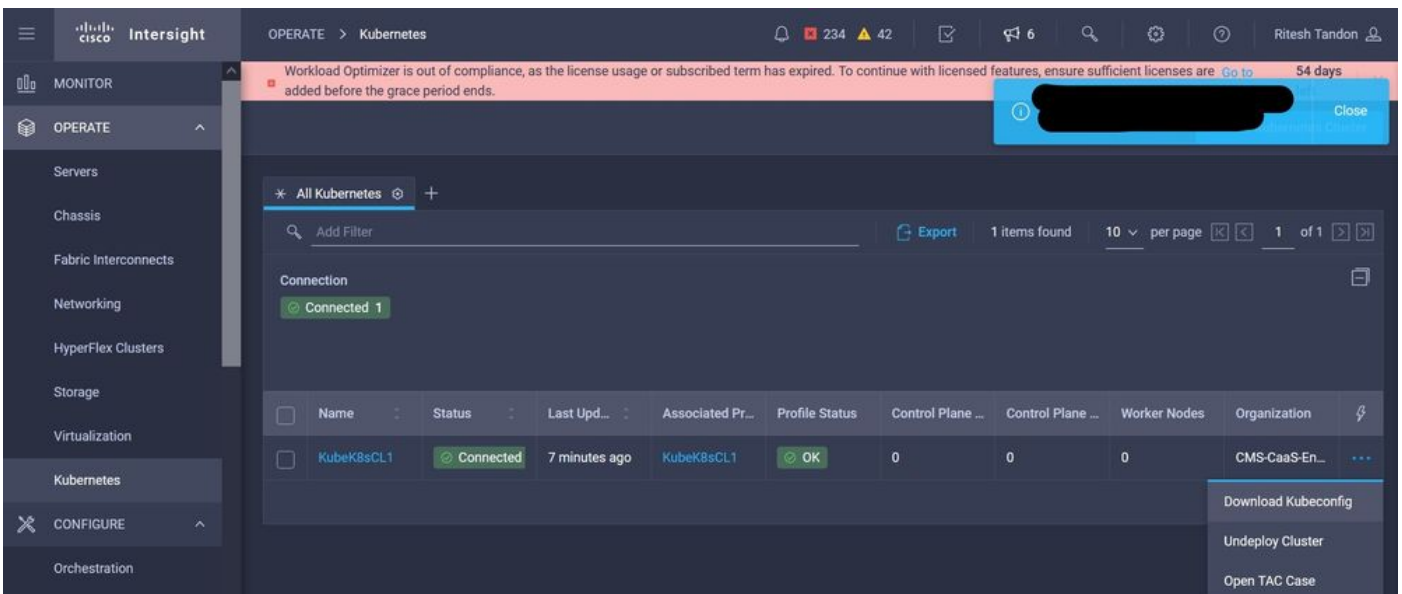 cisco Intersight
OPERATE > Kubernetes
234 42
6
Ritesh Tandon
MONITOR
OPERATE
Servers
Chassis
Fabric Interconnects
Networking
HyperFlex Clusters
Storage
Virtualization
Kubernetes
CONFIGURE
Orchestration
Workload Optimizer is out of compliance, as the license usage or subscribed term has expired. To continue with licensed features, ensure sufficient licenses are Go to
added before the grace period ends.
54 days
Close
All Kubernetes +
Add Filter
Export
1 items found
10 per page
1 of 1
Connection
Connected 1
Name Status Last Upd... Associated Pr... Profile Status Control Plane ... Control Plane ... Worker Nodes Organization
KubeK8sCL1 Connected 7 minutes ago KubeK8sCL1 OK 0 0 0 CMS-CaaS-En... ...
Download Kubeconfig
Undeploy Cluster
Open TAC Case